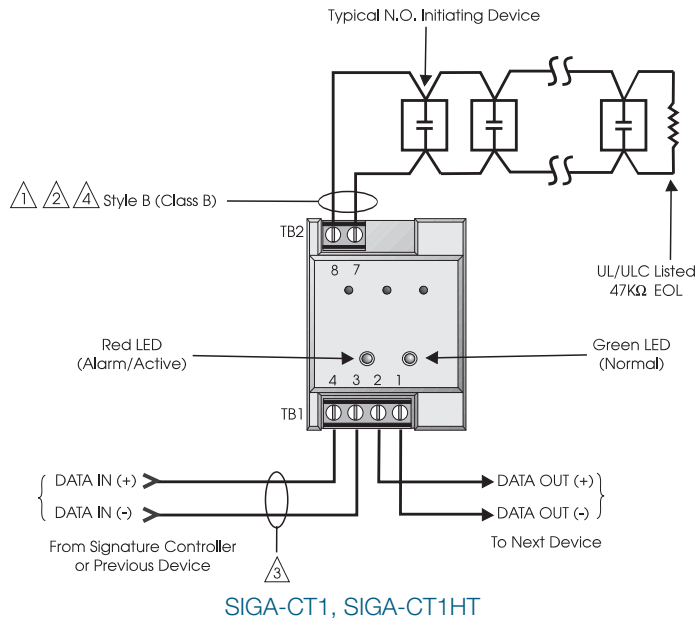 Typical N.O. Initiating Device
1 2 4 Style B (Class B)
TB2
8 7
UL/ULC Listed
47KΩ EOL
Red LED
(Alarm/Active)
Green LED
(Normal)
4 3 2 1
TB1
DATA IN (+)
DATA IN (-)
DATA OUT (+)
DATA OUT (-)
From Signature Controller
or Previous Device
To Next Device
3
SIGA-CT1, SIGA-CT1HT